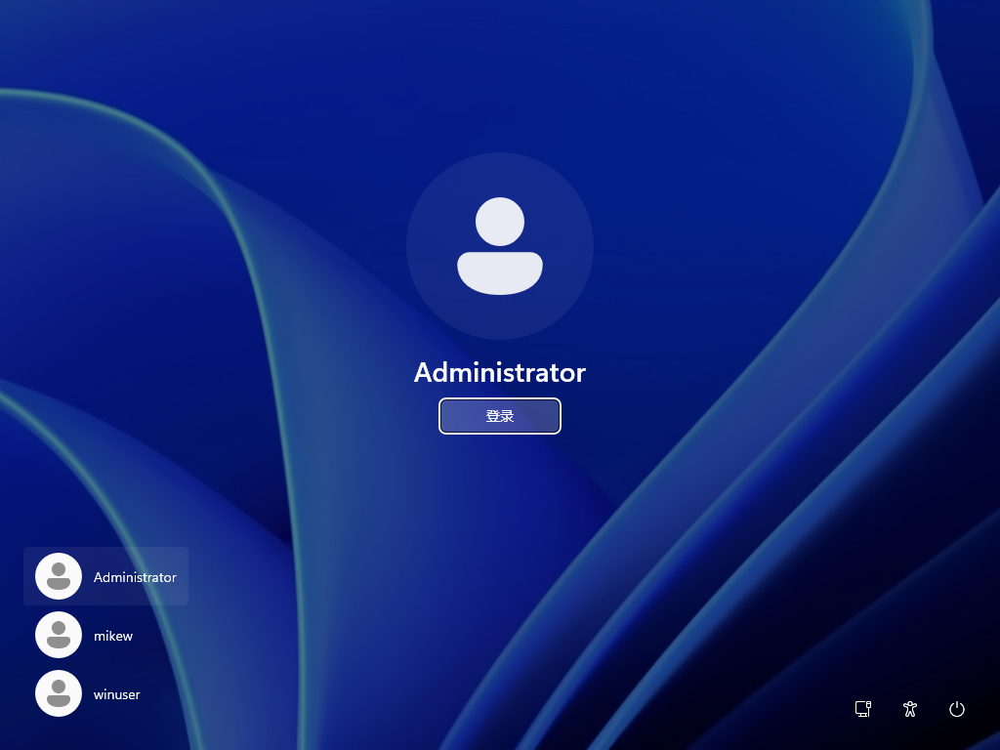 Administrator
登录
Administrator
mikew
winuser